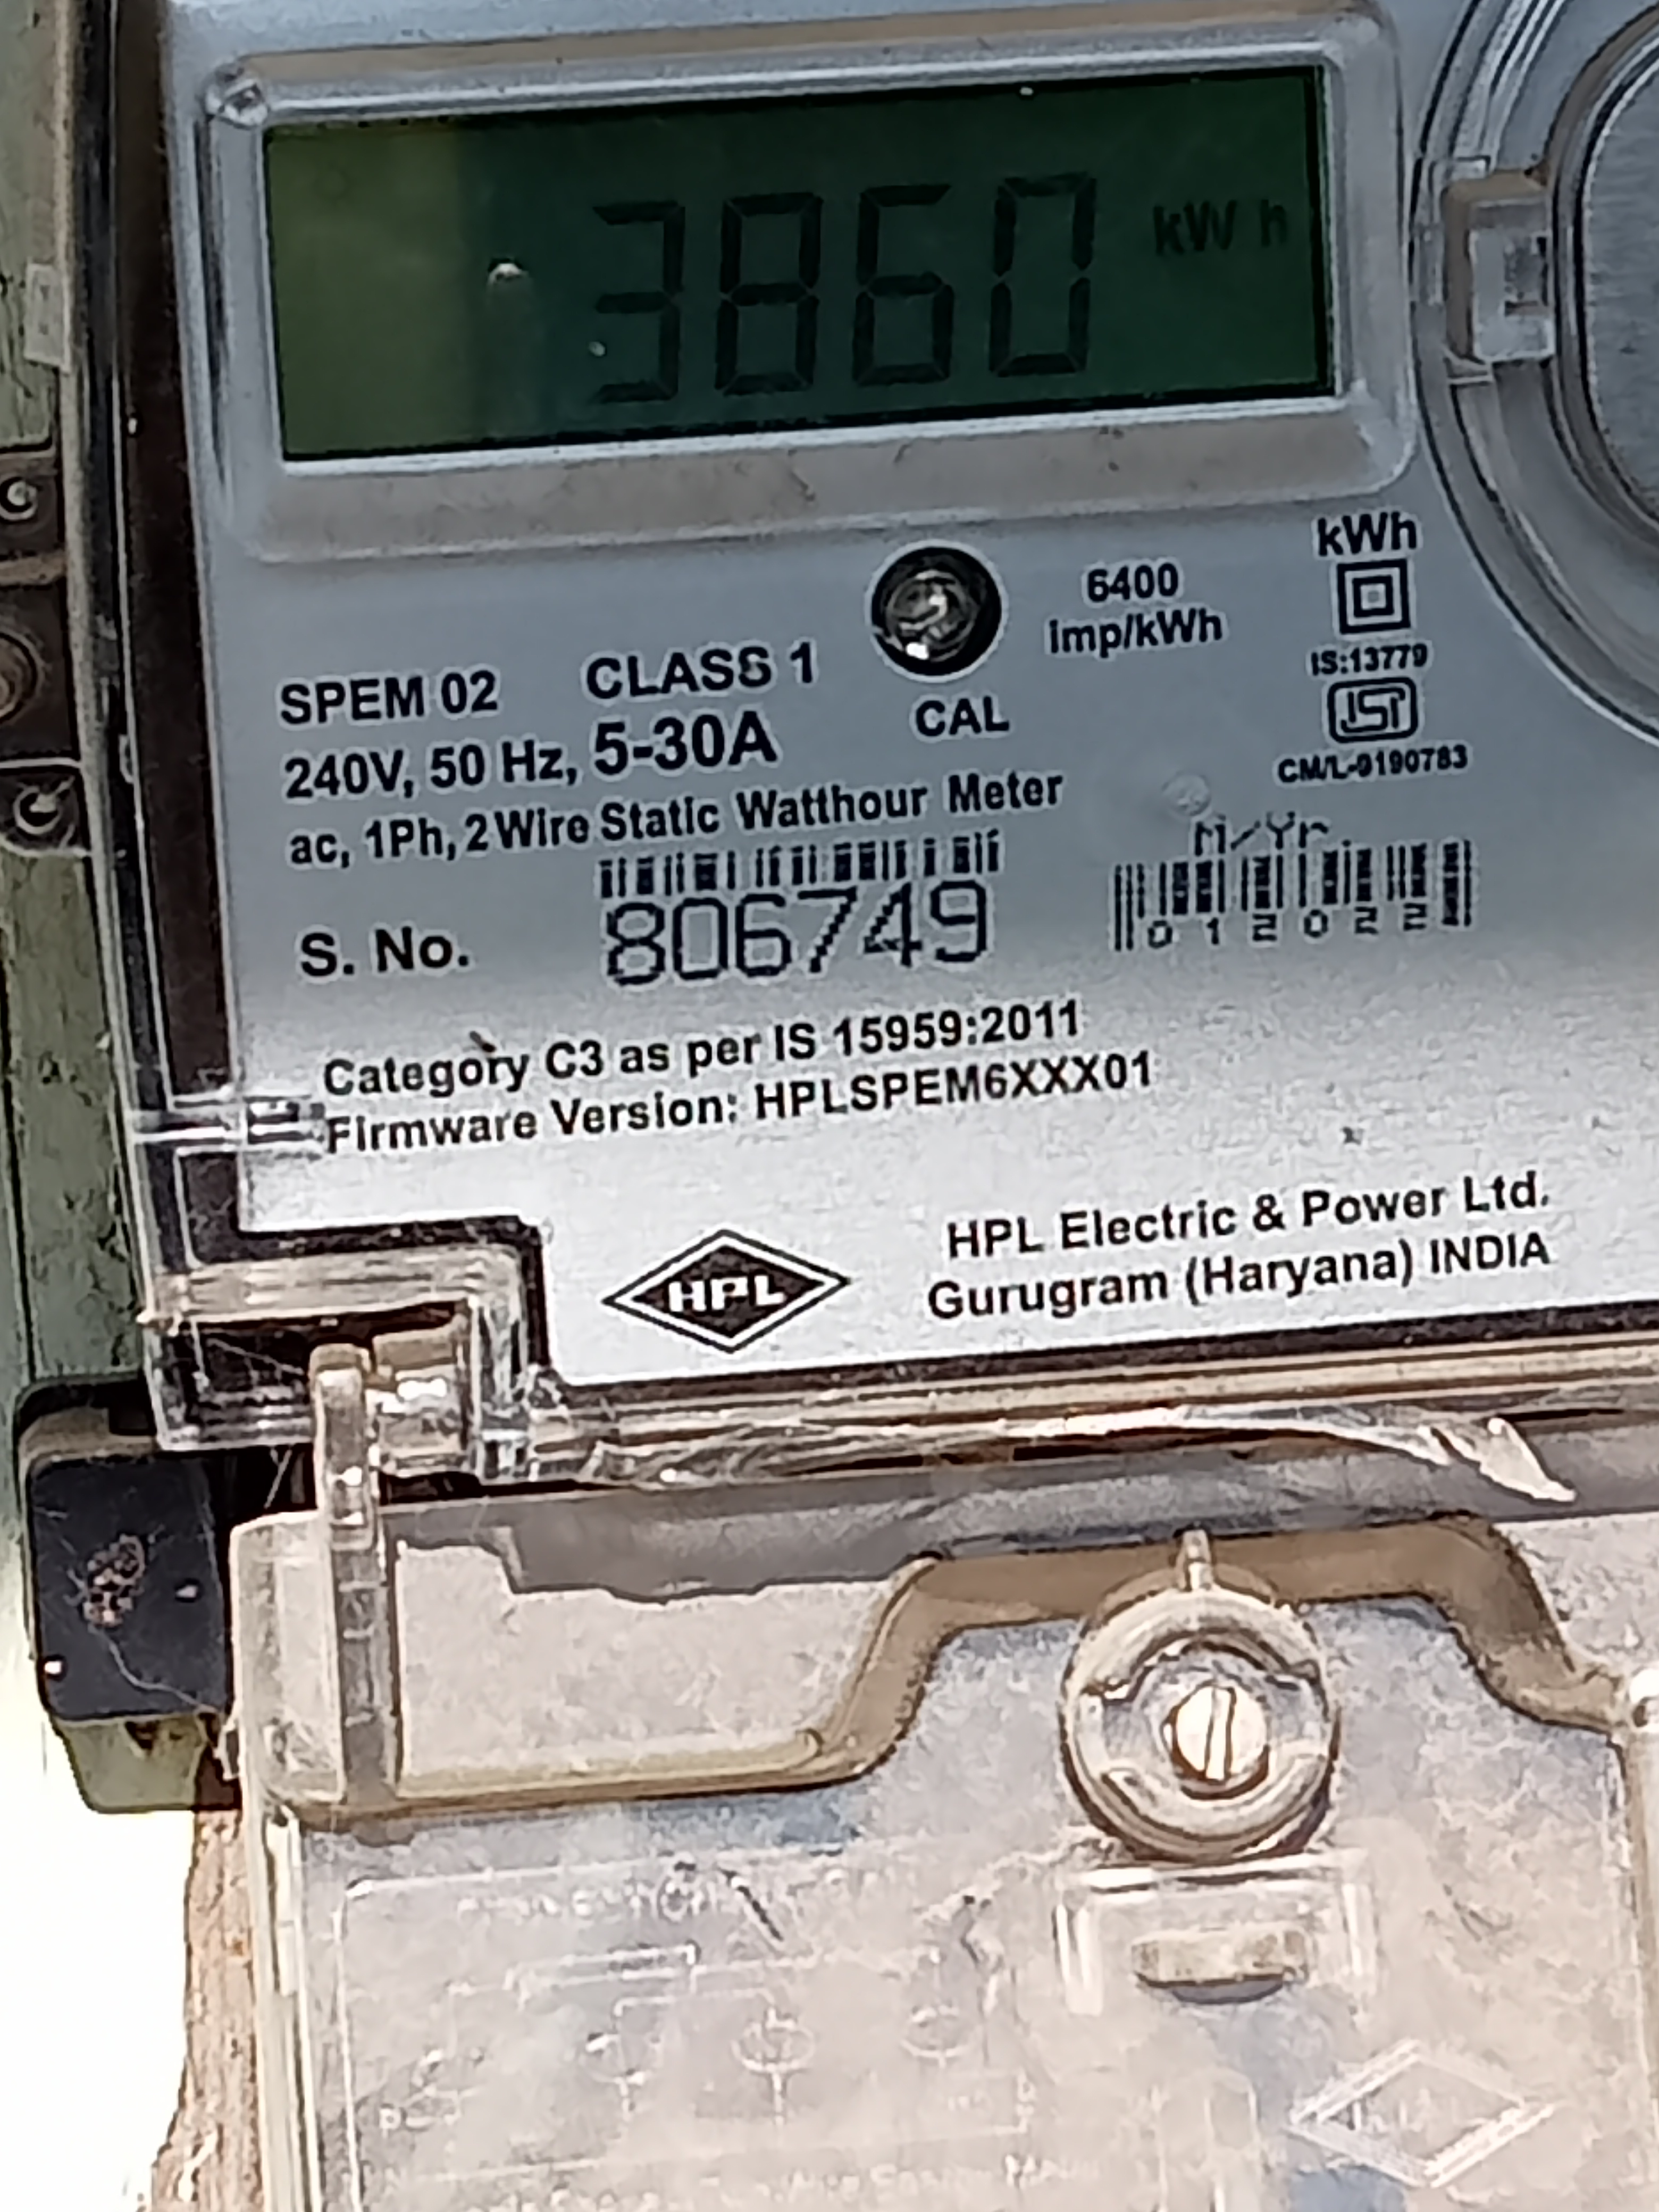 3860 kWh
kWh
6400
imp/kWh
IS:13779
ISI
CM/L-9190783
SPEM 02 CLASS 1
CAL
240V, 50 Hz, 5-30A
ac, 1Ph, 2 Wire Static Watthour Meter
M/Yr.
S. No. 806749
012022
Category C3 as per IS 15959:2011
Firmware Version: HPLSPEM6XXX01
HPL
HPL Electric & Power Ltd.
Gurugram (Haryana) INDIA